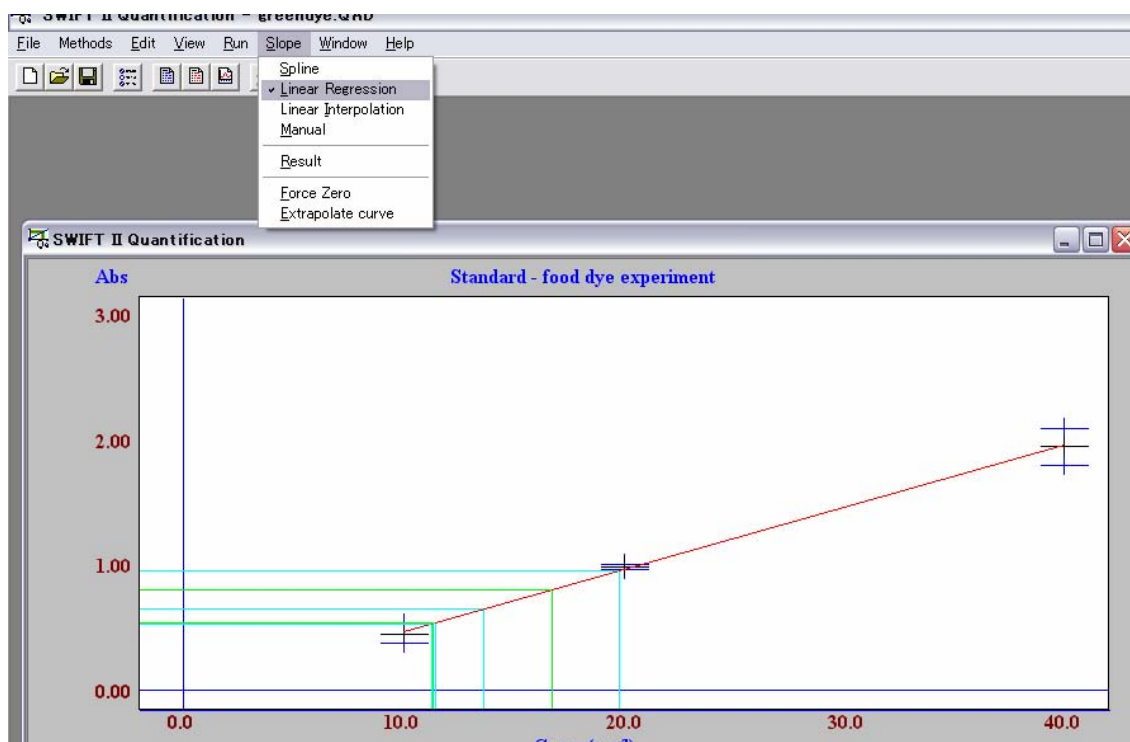 SWIFT II Quantification - greendye.QAD
File Methods Edit View Run Slope Window Help
Spline
✓ Linear Regression
Linear Interpolation
Manual
Result
Force Zero
Extrapolate curve
SWIFT II Quantification
Abs
Standard - food dye experiment
3.00
2.00
1.00
0.00
0.0 10.0 20.0 30.0 40.0